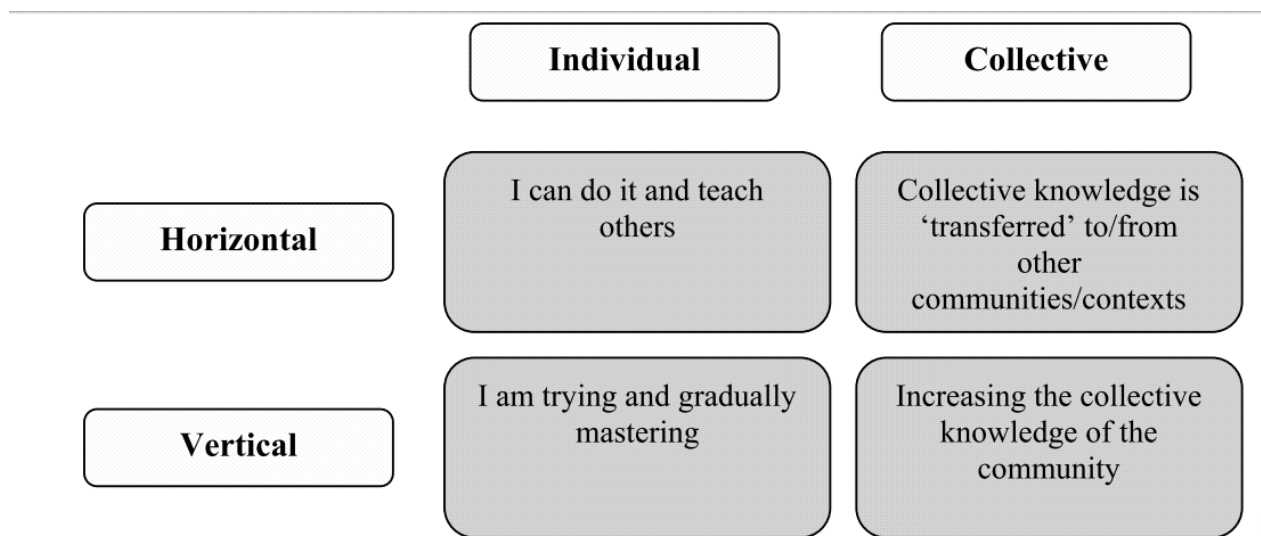 Individual
Collective
Horizontal
I can do it and teach
others
Collective knowledge is
‘transferred’ to/from
other
communities/contexts
Vertical
I am trying and gradually
mastering
Increasing the collective
knowledge of the
community